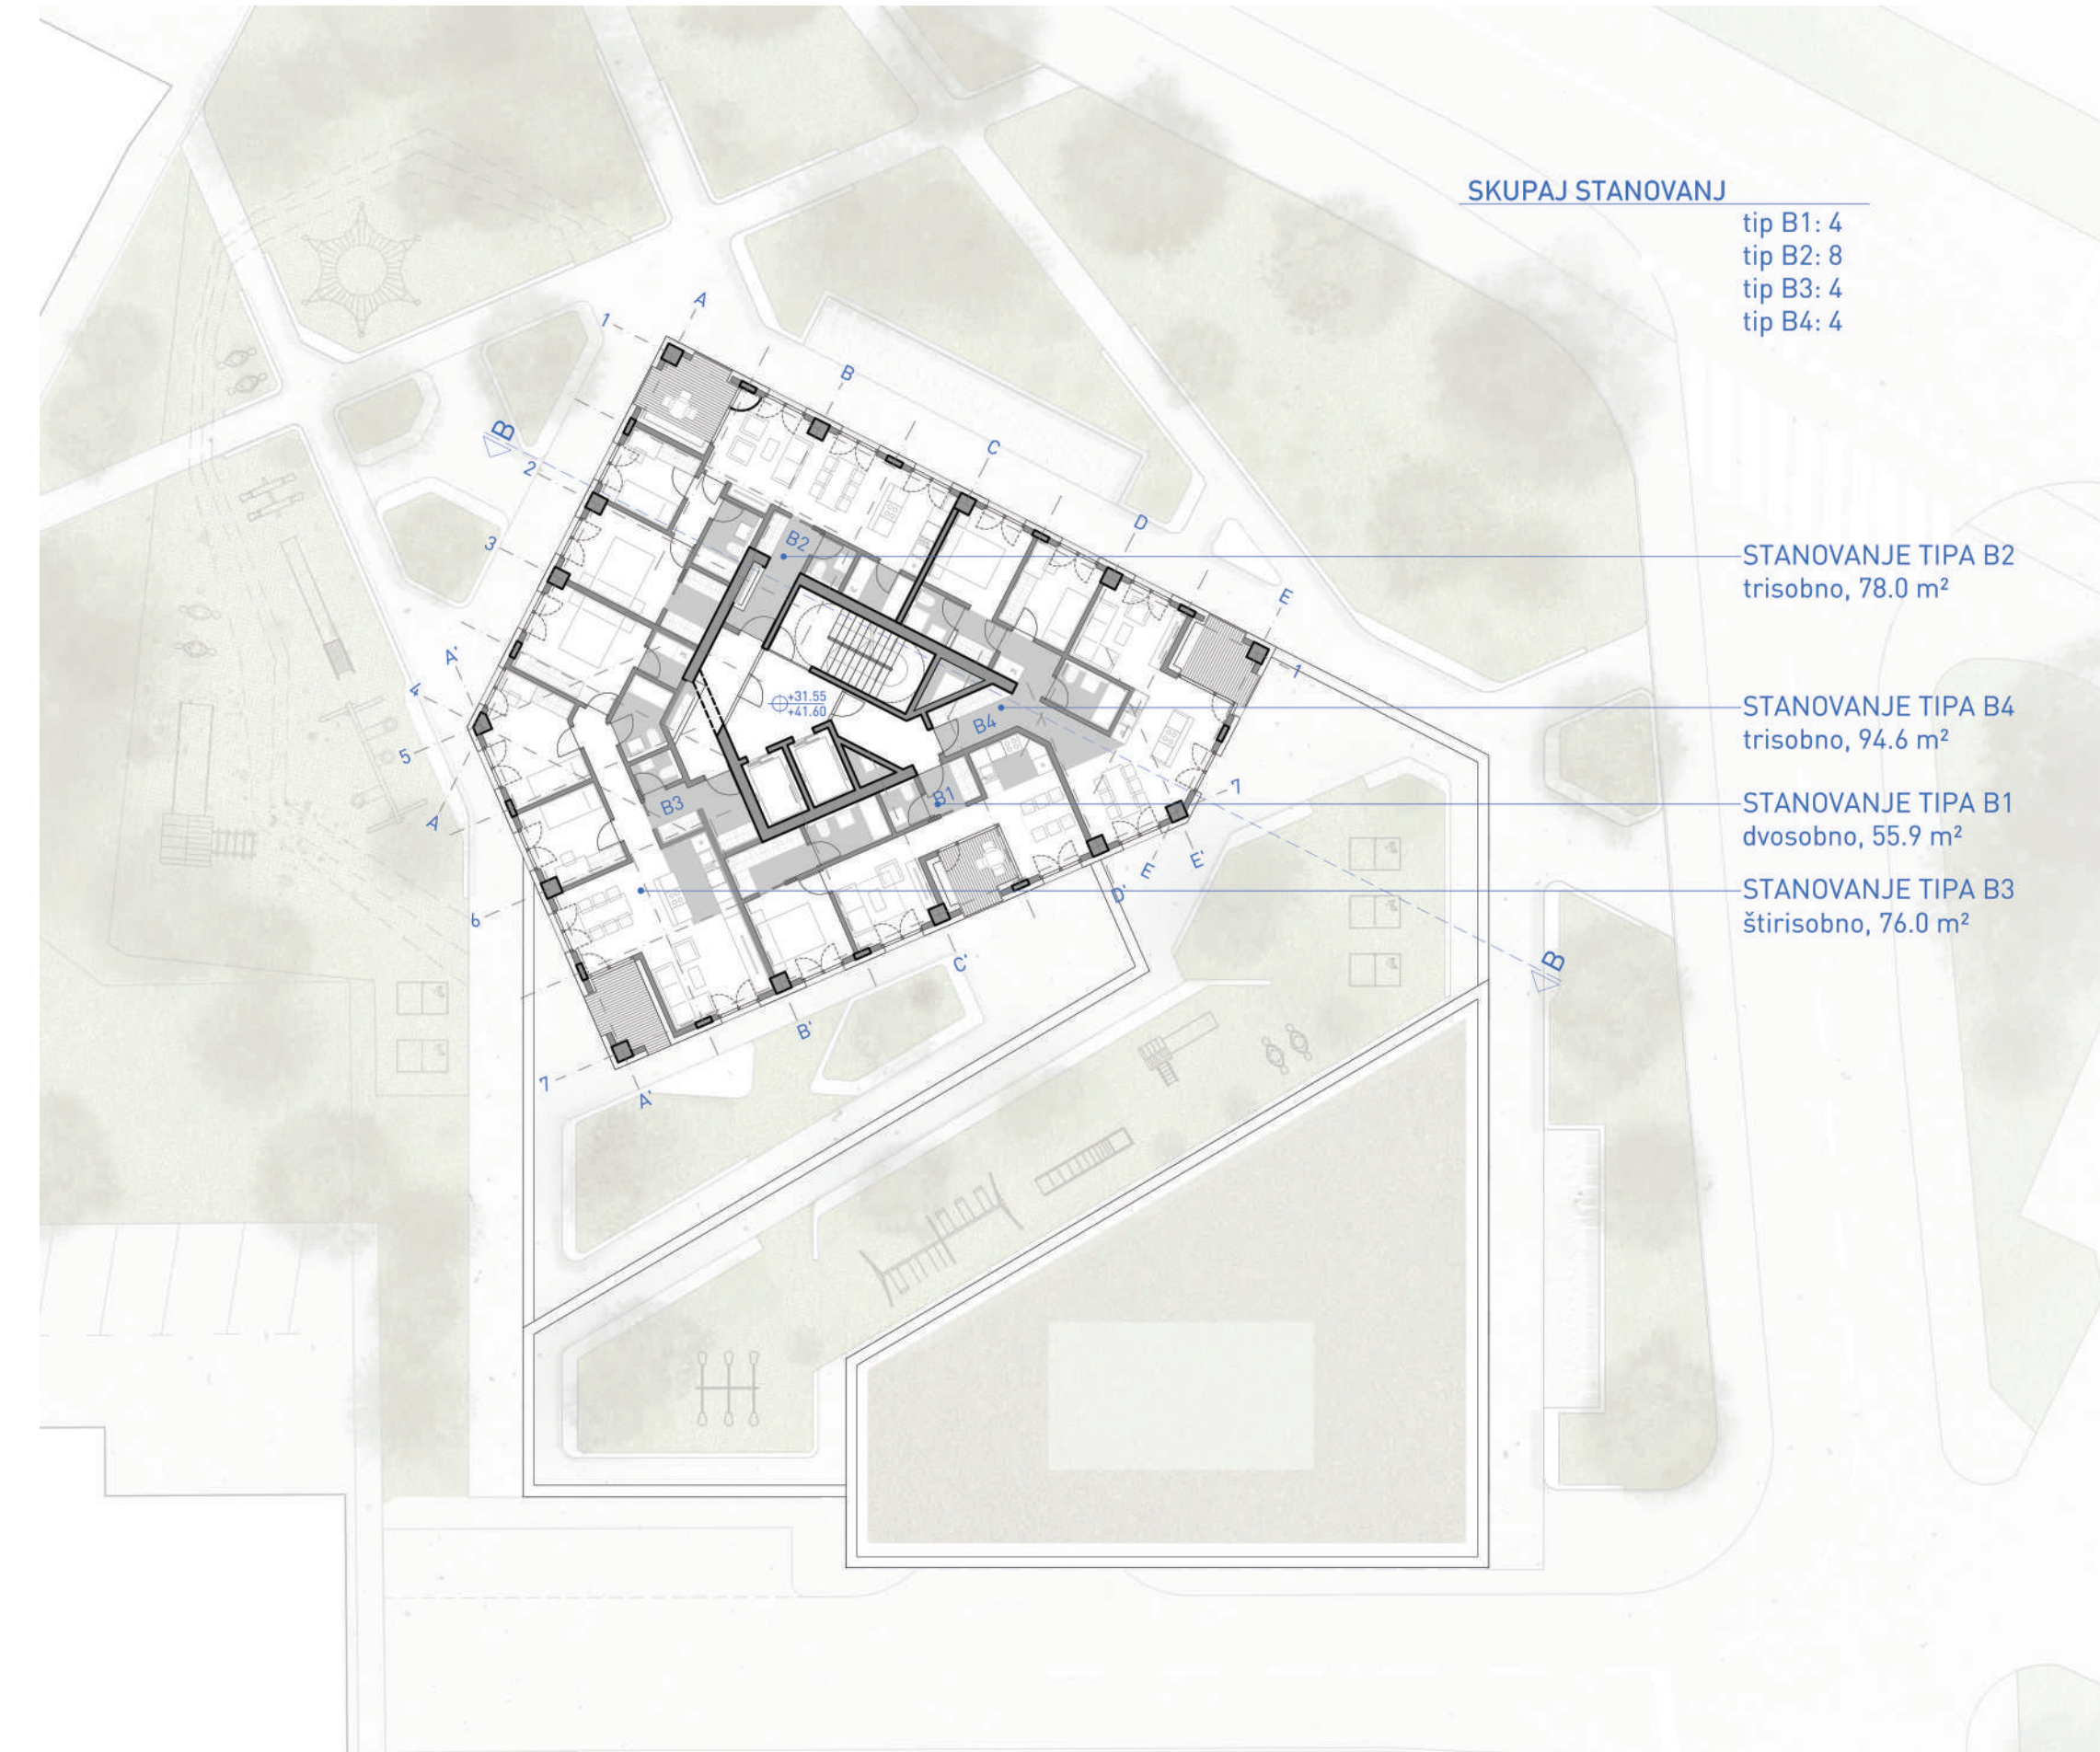 SKUPAJ STANOVANJ
tip B1: 4
tip B2: 8
tip B3: 4
tip B4: 4
A
1
B
B
C
2
D
3
B2
STANOVANJE TIPA B2
trisobno, 78.0 m²
E
A'
1
4
+31.55
+41.60
B4
STANOVANJE TIPA B4
trisobno, 94.6 m²
5
7
B3
B1
STANOVANJE TIPA B1
dvosobno, 55.9 m²
A
E'
E
D'
STANOVANJE TIPA B3
štirisobno, 76.0 m²
6
C'
B
B'
7
A'